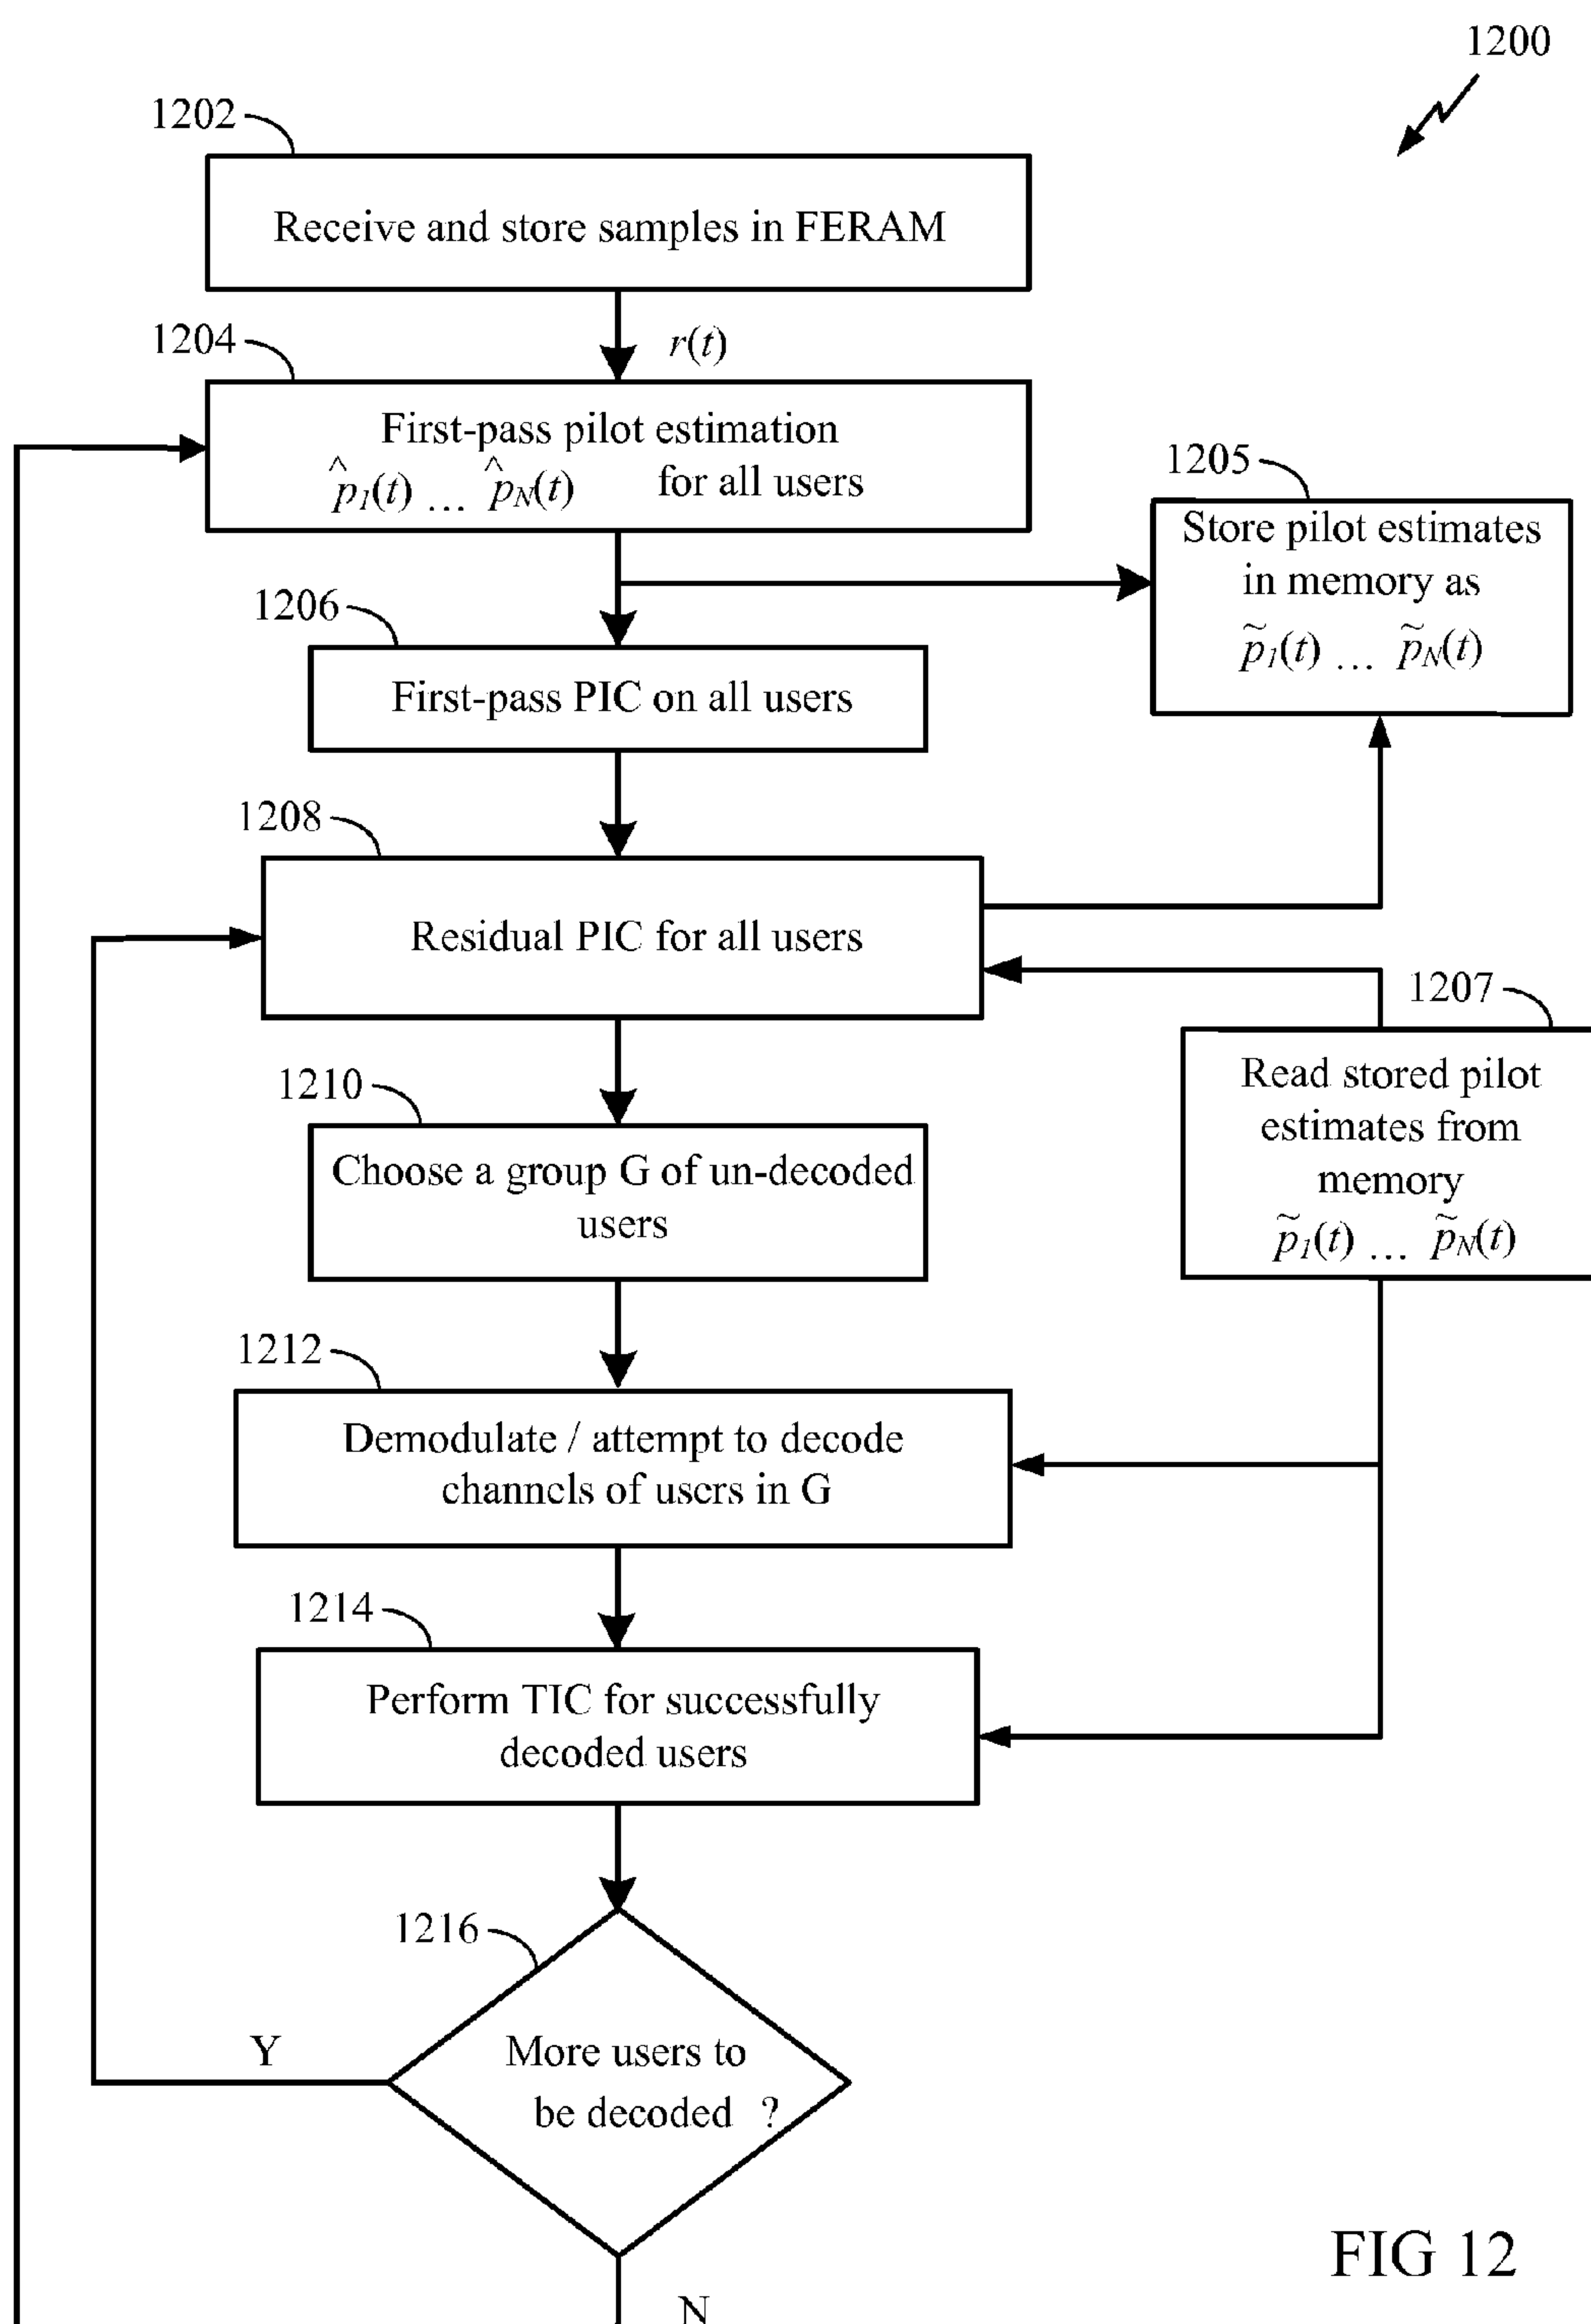 1200
1202
Receive and store samples in FERAM
r(t)
1204
First-pass pilot estimation
p̂₁(t) ... p̂_N(t) for all users
1205
Store pilot estimates
in memory as
p̃₁(t) ... p̃_N(t)
1206
First-pass PIC on all users
1208
Residual PIC for all users
1207
Read stored pilot
estimates from
memory
p̃₁(t) ... p̃_N(t)
1210
Choose a group G of un-decoded
users
1212
Demodulate / attempt to decode
channels of users in G
1214
Perform TIC for successfully
decoded users
1216
More users to
be decoded ?
Y
N
FIG 12